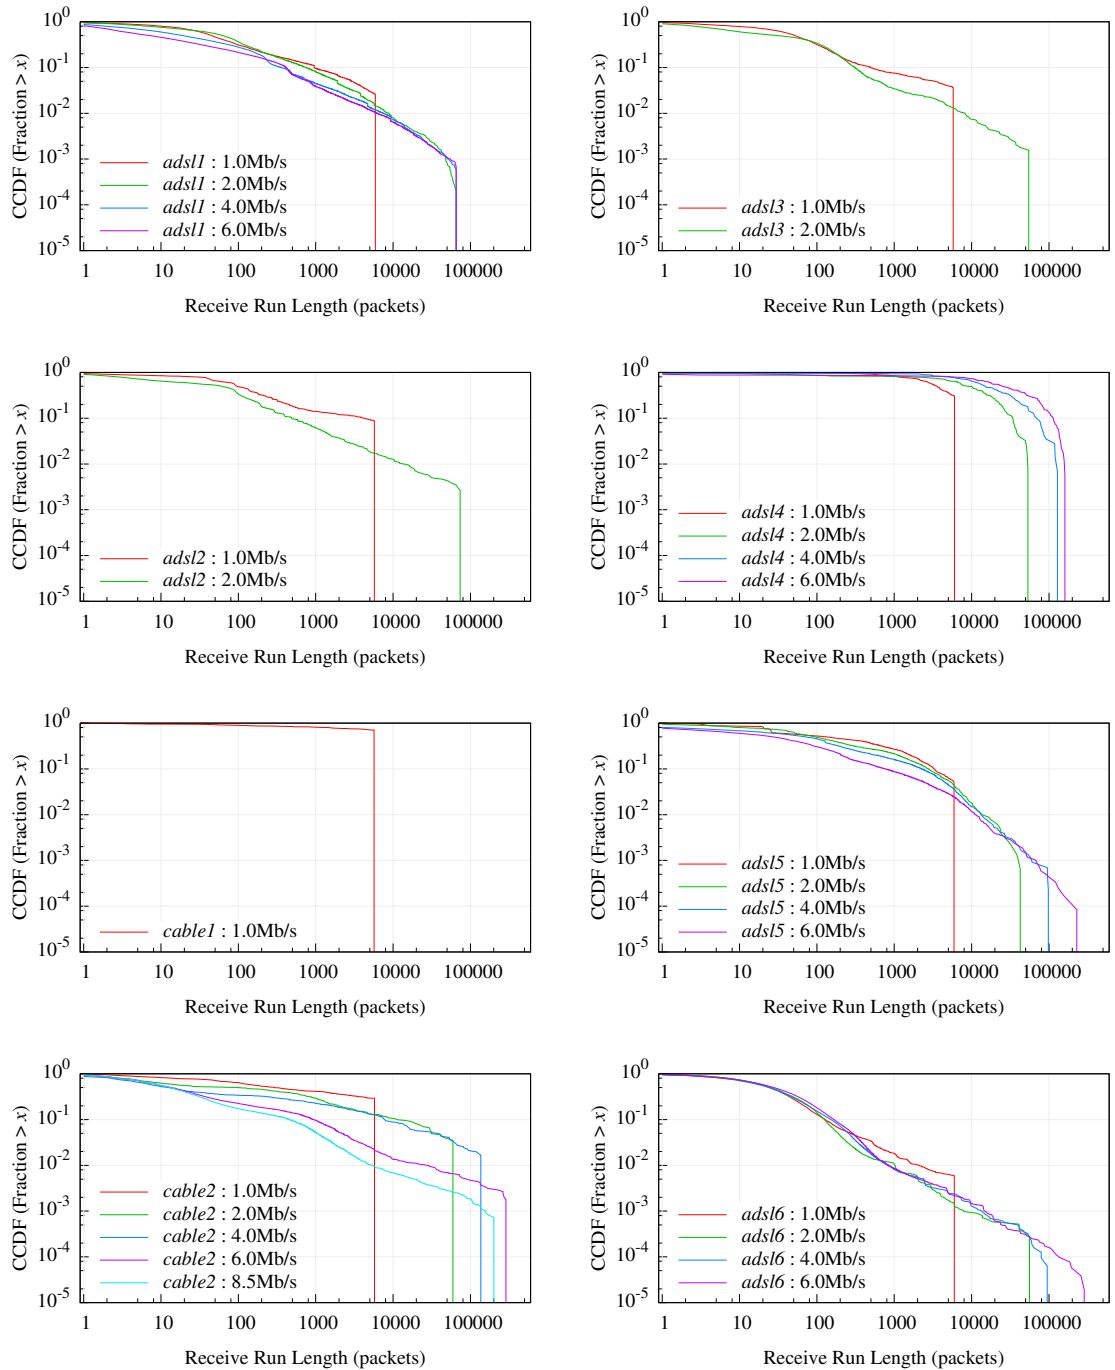 10^0
10^-1
10^-2
10^-3
10^-4
10^-5
CCDF (Fraction > x)
adsl1 : 1.0Mb/s
adsl1 : 2.0Mb/s
adsl1 : 4.0Mb/s
adsl1 : 6.0Mb/s
1 10 100 1000 10000 100000
Receive Run Length (packets)
10^0
10^-1
10^-2
10^-3
10^-4
10^-5
CCDF (Fraction > x)
adsl3 : 1.0Mb/s
adsl3 : 2.0Mb/s
1 10 100 1000 10000 100000
Receive Run Length (packets)
10^0
10^-1
10^-2
10^-3
10^-4
10^-5
CCDF (Fraction > x)
adsl2 : 1.0Mb/s
adsl2 : 2.0Mb/s
1 10 100 1000 10000 100000
Receive Run Length (packets)
10^0
10^-1
10^-2
10^-3
10^-4
10^-5
CCDF (Fraction > x)
adsl4 : 1.0Mb/s
adsl4 : 2.0Mb/s
adsl4 : 4.0Mb/s
adsl4 : 6.0Mb/s
1 10 100 1000 10000 100000
Receive Run Length (packets)
10^0
10^-1
10^-2
10^-3
10^-4
10^-5
CCDF (Fraction > x)
cable1 : 1.0Mb/s
1 10 100 1000 10000 100000
Receive Run Length (packets)
10^0
10^-1
10^-2
10^-3
10^-4
10^-5
CCDF (Fraction > x)
adsl5 : 1.0Mb/s
adsl5 : 2.0Mb/s
adsl5 : 4.0Mb/s
adsl5 : 6.0Mb/s
1 10 100 1000 10000 100000
Receive Run Length (packets)
10^0
10^-1
10^-2
10^-3
10^-4
10^-5
CCDF (Fraction > x)
cable2 : 1.0Mb/s
cable2 : 2.0Mb/s
cable2 : 4.0Mb/s
cable2 : 6.0Mb/s
cable2 : 8.5Mb/s
1 10 100 1000 10000 100000
Receive Run Length (packets)
10^0
10^-1
10^-2
10^-3
10^-4
10^-5
CCDF (Fraction > x)
adsl6 : 1.0Mb/s
adsl6 : 2.0Mb/s
adsl6 : 4.0Mb/s
adsl6 : 6.0Mb/s
1 10 100 1000 10000 100000
Receive Run Length (packets)